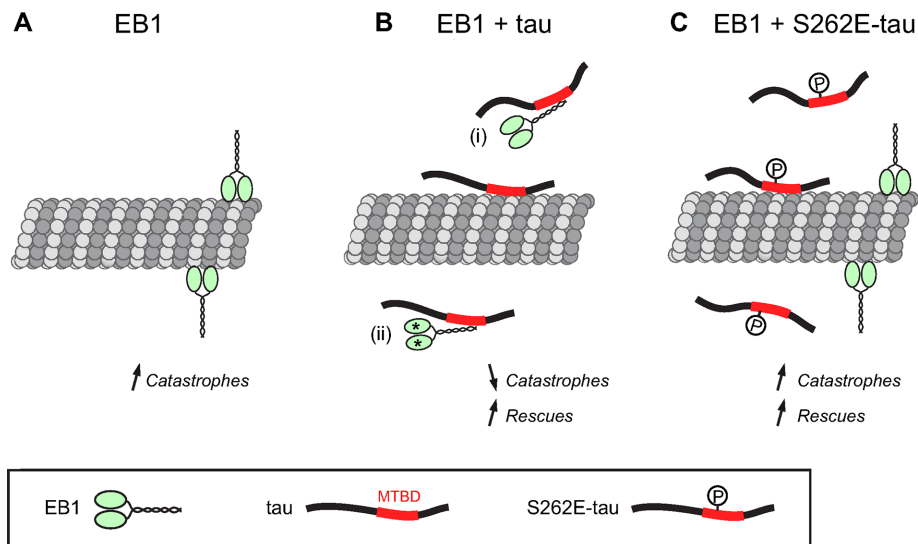 A EB1
B EB1 + tau
C EB1 + S262E-tau
P
(i)
P
(ii)
* *
P
Catastrophes
Catastrophes
Rescues
Catastrophes
Rescues
EB1
tau
MTBD
S262E-tau
P